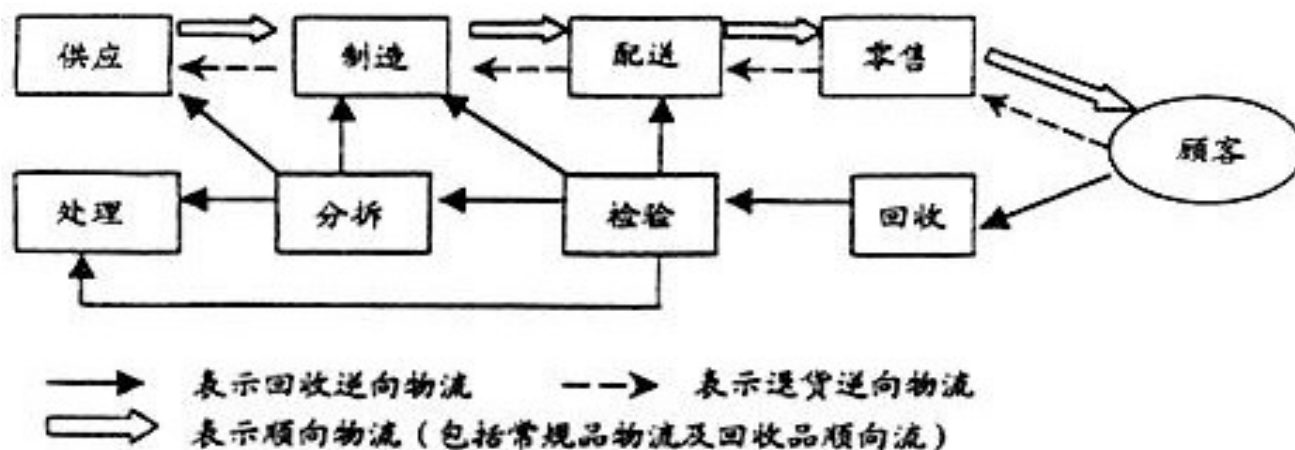 供应
制造
配送
零售
顾客
处理
分拆
检验
回收
表示回收逆向物流
表示退货逆向物流
表示顺向物流（包括常规品物流及回收品顺向流）